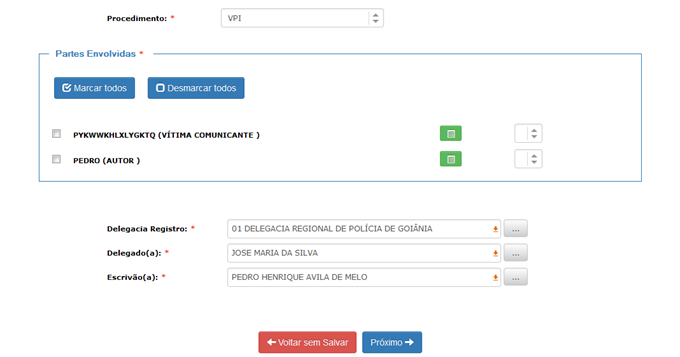 Procedimento: * VPI
Partes Envolvidas *
Marcar todos Desmarcar todos
PYKWWKHLXLYGKTQ (VÍTIMA COMUNICANTE )
PEDRO (AUTOR )
Delegacia Registro: * 01 DELEGACIA REGIONAL DE POLÍCIA DE GOIÂNIA ...
Delegado(a): * JOSE MARIA DA SILVA ...
Escrivão(a): * PEDRO HENRIQUE AVILA DE MELO ...
Voltar sem Salvar Próximo